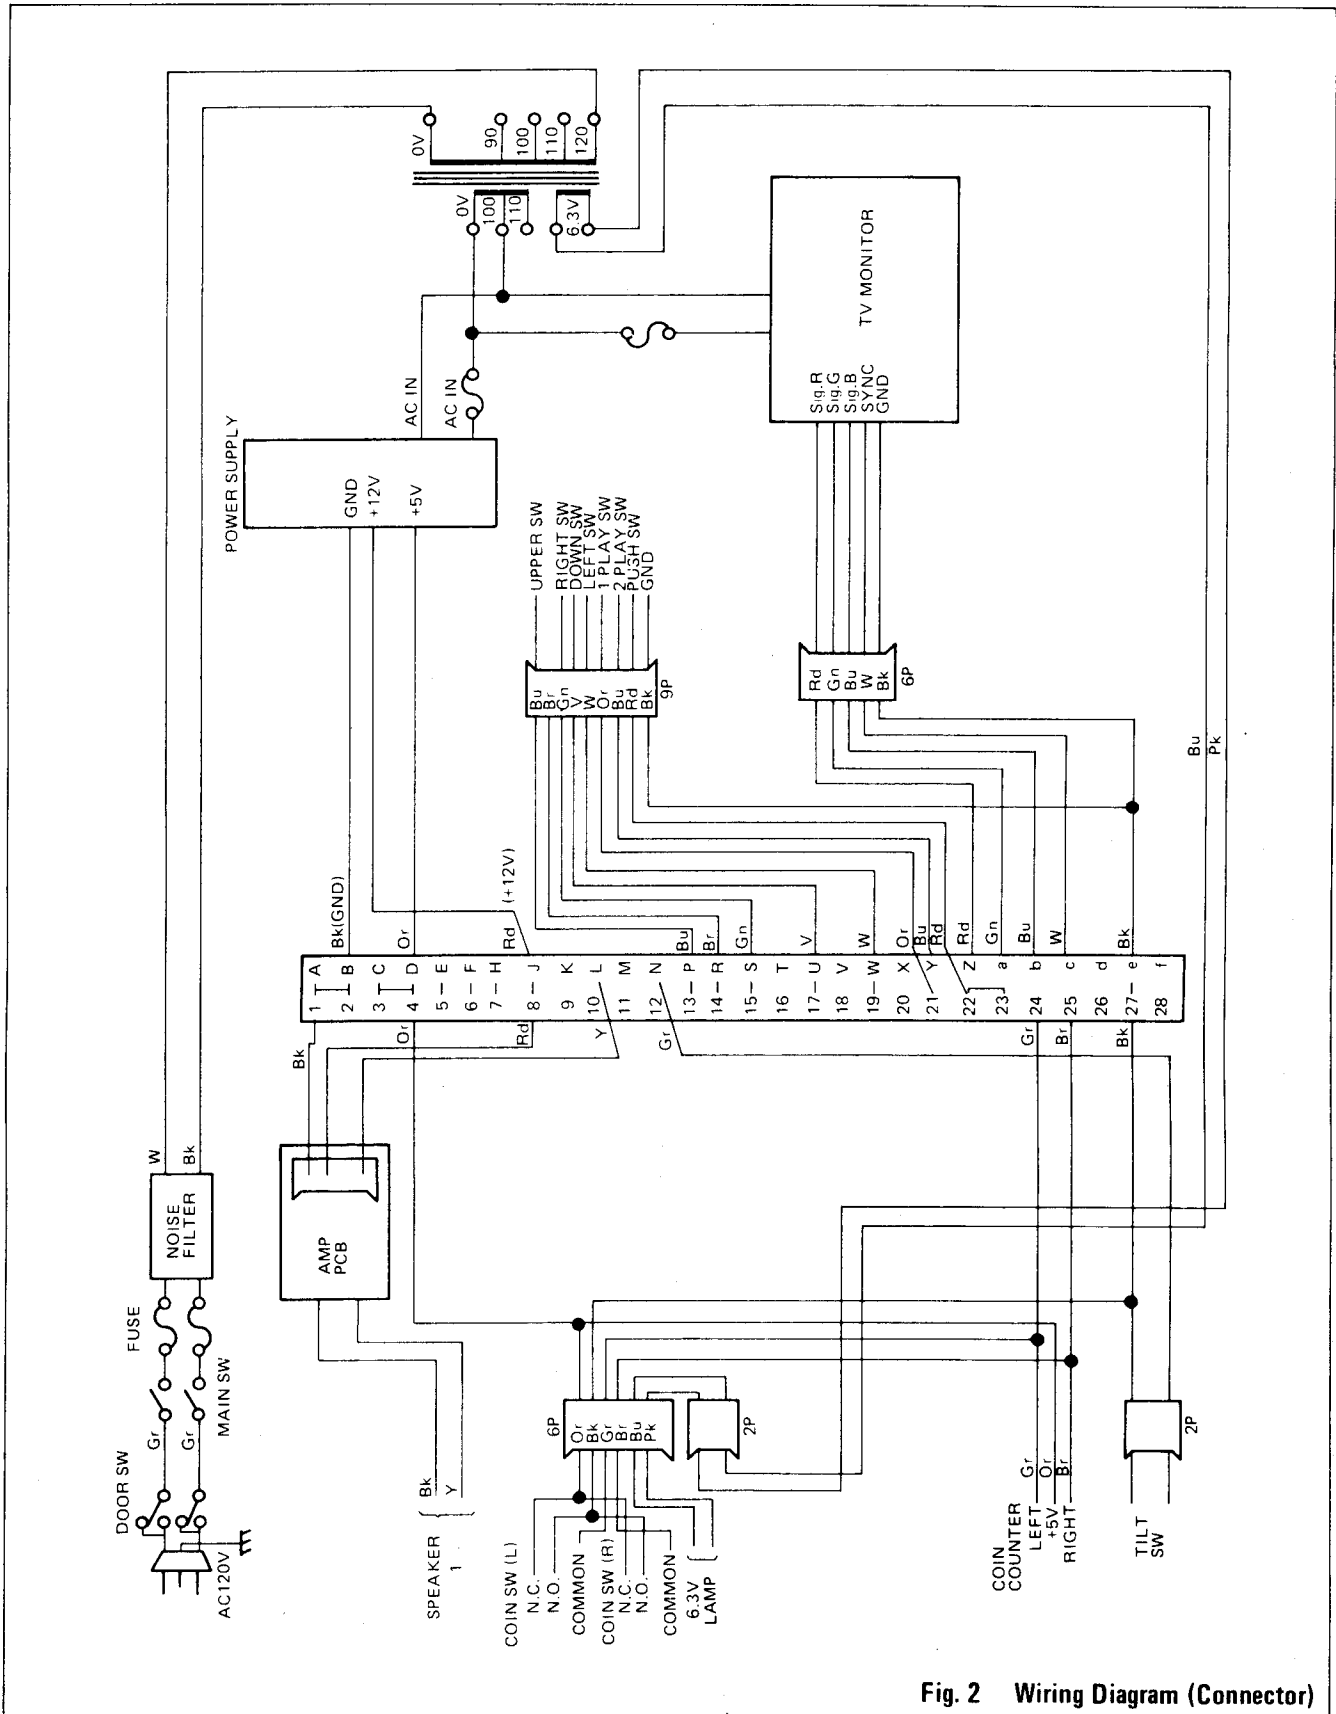 0V
90
100
110
120
0V
100
110
6.3V
TV MONITOR
Sig.R
Sig.G
Sig.B
SYNC
GND
POWER SUPPLY
AC IN
AC IN
GND
+12V
+5V
UPPER SW
RIGHT SW
DOWN SW
LEFT SW
1 PLAY SW
2 PLAY SW
PUSH SW
GND
Bu
Br
Gn
V
W
Or
Bu
Rd
Bk
9P
Rd
Gn
Bu
W
Bk
6P
Bu
Pk
Bk(GND)
Or
Rd
(+12V)
Bu
Br
Gn
V
W
Or
Bu
Rd
Rd
Gn
Bu
W
Bk
1 A
2 B
3 C
4 D
5 – E
6 – F
7 – H
8 – J
9 K
10 L
11 M
12 N
13 – P
14 – R
15 – S
16 T
17 – U
18 V
19 – W
20 X
21 – Y
22 Z
23 a
24 b
25 c
26 d
27 – e
28 f
Bk
Or
Rd
Y
Gr
Gr
Br
Bk
W
Bk
NOISE
FILTER
AMP
PCB
FUSE
MAIN SW
Gr
Gr
DOOR SW
AC120V
SPEAKER
1
Bk
Y
6P
Or
Bk
Gr
Br
Bu
Pk
2P
COIN SW (L)
N.C.
N.O.
COMMON
COIN SW (R)
N.C.
N.O.
COMMON
6.3V
LAMP
COIN
COUNTER
LEFT
+5V
RIGHT
Gr
Or
Br
TILT
SW
2P
Fig. 2 Wiring Diagram (Connector)